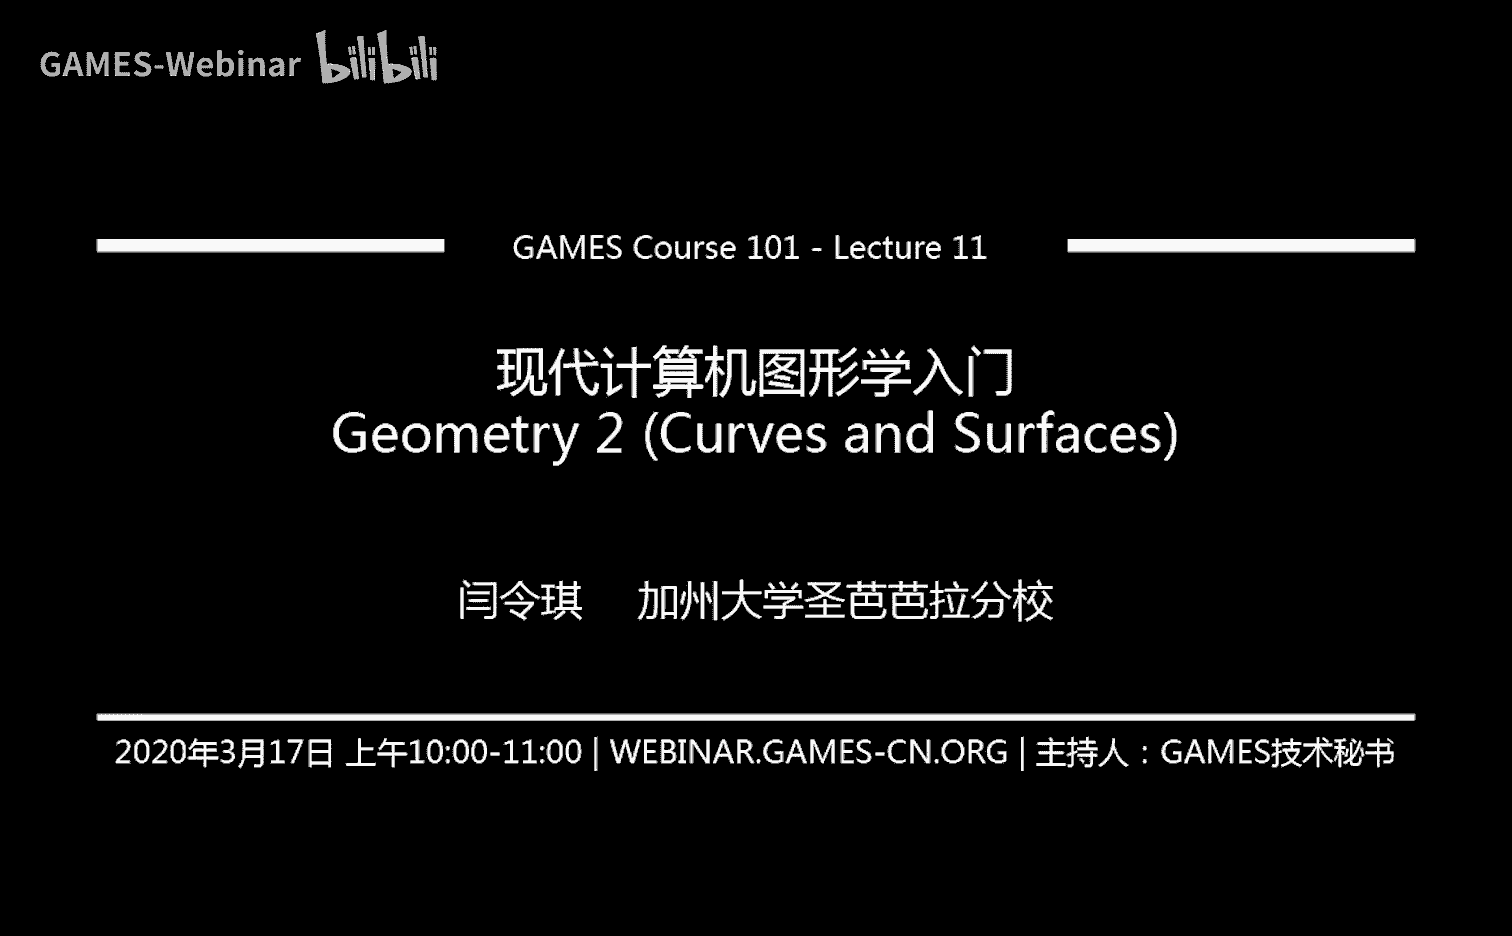 GAMES-Webinar bilibili
GAMES Course 101 - Lecture 11
现代计算机图形学入门
Geometry 2 (Curves and Surfaces)
闫令琪 加州大学圣芭芭拉分校
2020年3月17日 上午10:00-11:00 | WEBINAR.GAMES-CN.ORG | 主持人：GAMES技术秘书